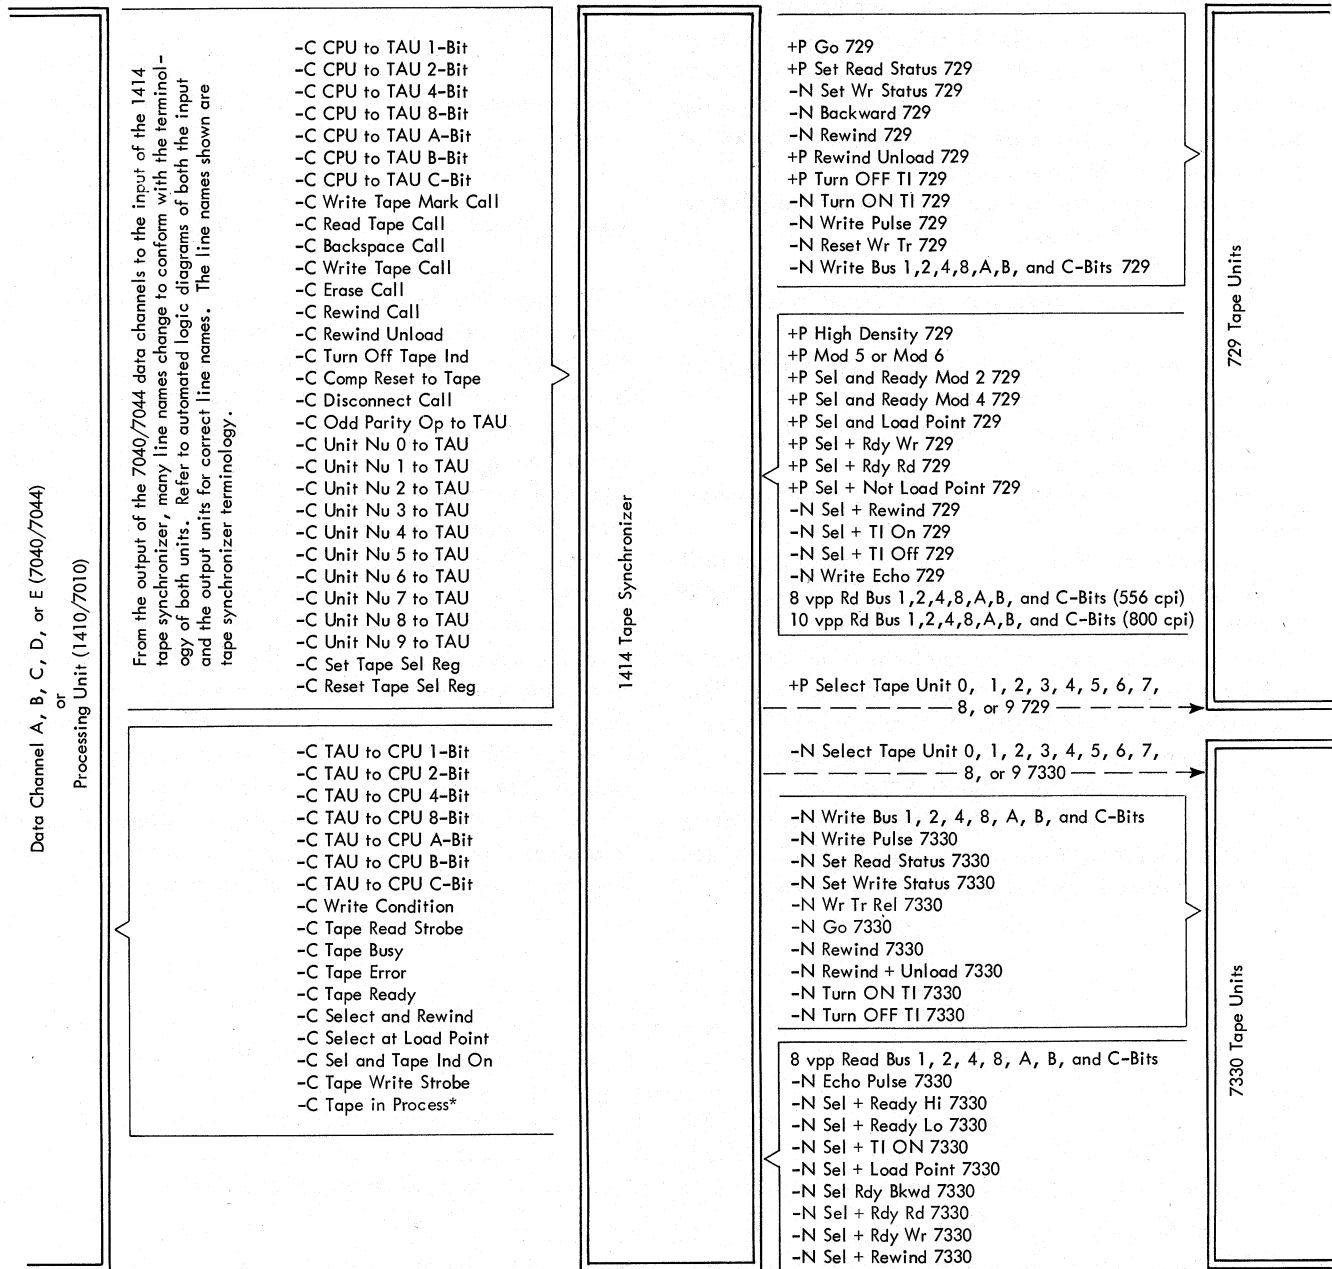 Data Channel A, B, C, D, or E (7040/7044)
or
Processing Unit (1410/7010)
From the output of the 7040/7044 data channels to the input of the 1414
tape synchronizer, many line names change to conform with the terminol-
ogy of both units. Refer to automated logic diagrams of both the input
and the output units for correct line names. The line names shown are
tape synchronizer terminology.
-C CPU to TAU 1-Bit
-C CPU to TAU 2-Bit
-C CPU to TAU 4-Bit
-C CPU to TAU 8-Bit
-C CPU to TAU A-Bit
-C CPU to TAU B-Bit
-C CPU to TAU C-Bit
-C Write Tape Mark Call
-C Read Tape Call
-C Backspace Call
-C Write Tape Call
-C Erase Call
-C Rewind Call
-C Rewind Unload
-C Turn Off Tape Ind
-C Comp Reset to Tape
-C Disconnect Call
-C Odd Parity Op to TAU
-C Unit Nu 0 to TAU
-C Unit Nu 1 to TAU
-C Unit Nu 2 to TAU
-C Unit Nu 3 to TAU
-C Unit Nu 4 to TAU
-C Unit Nu 5 to TAU
-C Unit Nu 6 to TAU
-C Unit Nu 7 to TAU
-C Unit Nu 8 to TAU
-C Unit Nu 9 to TAU
-C Set Tape Sel Reg
-C Reset Tape Sel Reg
-C TAU to CPU 1-Bit
-C TAU to CPU 2-Bit
-C TAU to CPU 4-Bit
-C TAU to CPU 8-Bit
-C TAU to CPU A-Bit
-C TAU to CPU B-Bit
-C TAU to CPU C-Bit
-C Write Condition
-C Tape Read Strobe
-C Tape Busy
-C Tape Error
-C Tape Ready
-C Select and Rewind
-C Select at Load Point
-C Sel and Tape Ind On
-C Tape Write Strobe
-C Tape in Process*
1414 Tape Synchronizer
+P Go 729
+P Set Read Status 729
-N Set Wr Status 729
-N Backward 729
-N Rewind 729
+P Rewind Unload 729
+P Turn OFF TI 729
-N Turn ON TI 729
-N Write Pulse 729
-N Reset Wr Tr 729
-N Write Bus 1,2,4,8,A,B, and C-Bits 729
+P High Density 729
+P Mod 5 or Mod 6
+P Sel and Ready Mod 2 729
+P Sel and Ready Mod 4 729
+P Sel and Load Point 729
+P Sel + Rdy Wr 729
+P Sel + Rdy Rd 729
+P Sel + Not Load Point 729
-N Sel + Rewind 729
-N Sel + TI On 729
-N Sel + TI Off 729
-N Write Echo 729
8 vpp Rd Bus 1,2,4,8,A,B, and C-Bits (556 cpi)
10 vpp Rd Bus 1,2,4,8,A,B, and C-Bits (800 cpi)
+P Select Tape Unit 0, 1, 2, 3, 4, 5, 6, 7,
8, or 9 729
-N Select Tape Unit 0, 1, 2, 3, 4, 5, 6, 7,
8, or 9 7330
-N Write Bus 1, 2, 4, 8, A, B, and C-Bits
-N Write Pulse 7330
-N Set Read Status 7330
-N Set Write Status 7330
-N Wr Tr Rel 7330
-N Go 7330
-N Rewind 7330
-N Rewind + Unload 7330
-N Turn ON TI 7330
-N Turn OFF TI 7330
8 vpp Read Bus 1, 2, 4, 8, A, B, and C-Bits
-N Echo Pulse 7330
-N Sel + Ready Hi 7330
-N Sel + Ready Lo 7330
-N Sel + TI ON 7330
-N Sel + Load Point 7330
-N Sel Rdy Bkwd 7330
-N Sel + Rdy Rd 7330
-N Sel + Rdy Wr 7330
-N Sel + Rewind 7330
729 Tape Units
7330 Tape Units